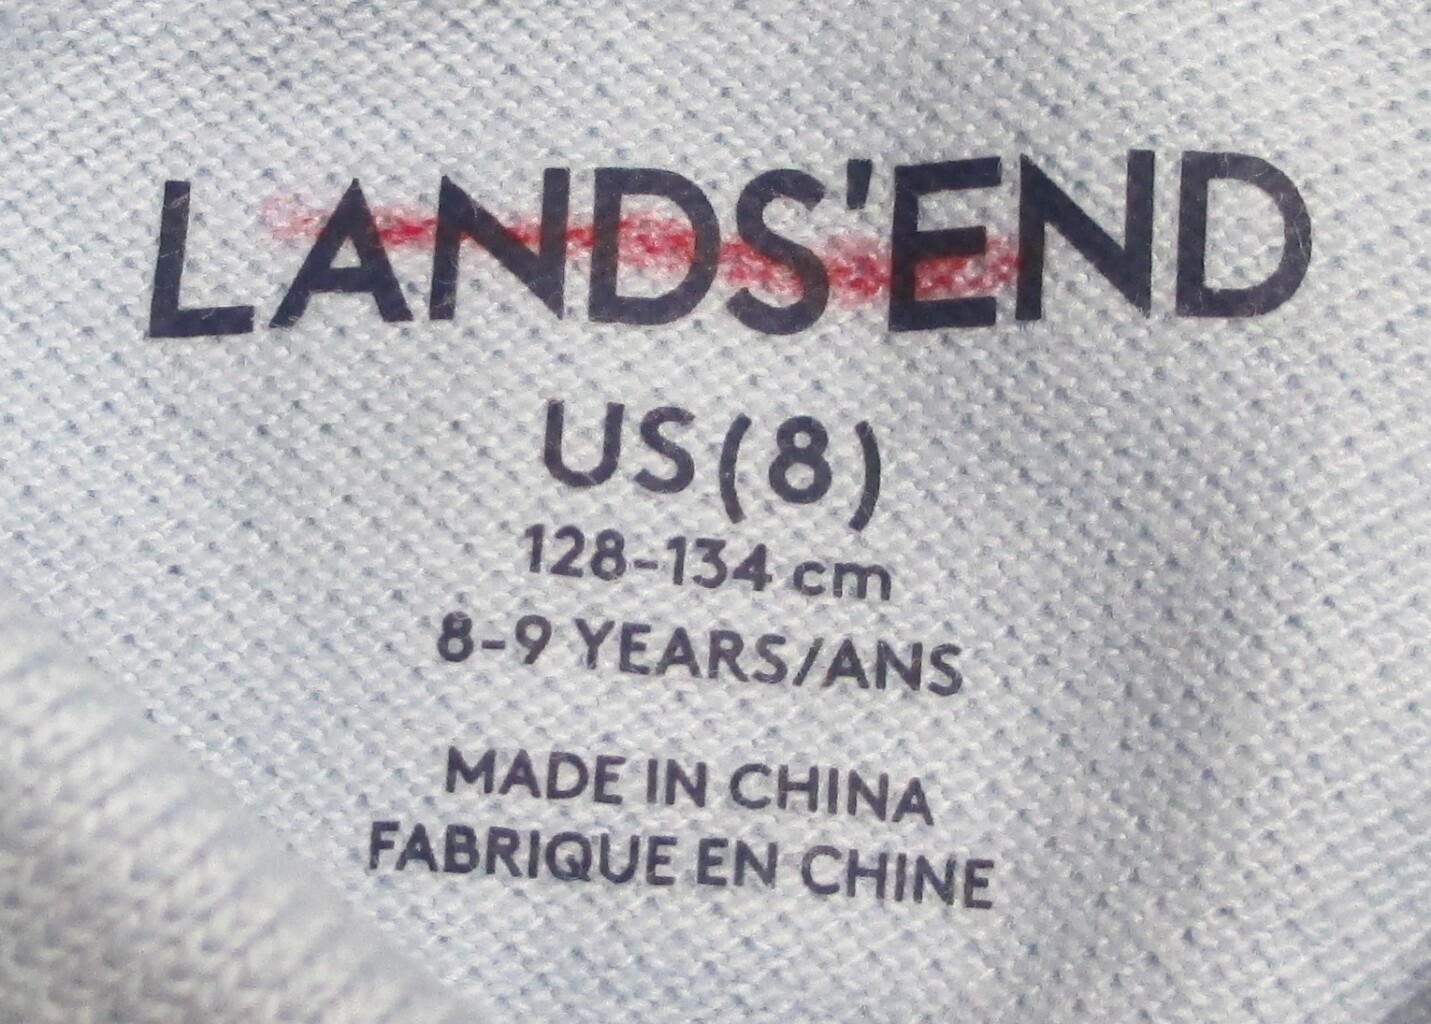 LANDS'END
US(8)
128-134 cm
8-9 YEARS/ANS
MADE IN CHINA
FABRIQUE EN CHINE